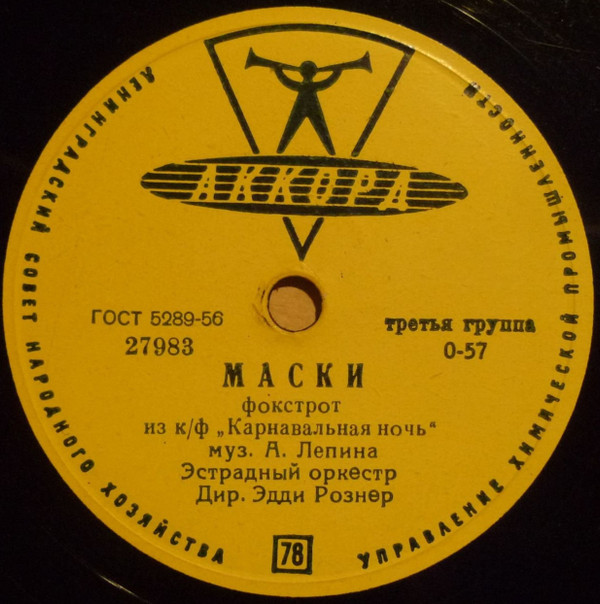 ЛЕНИНГРАДСКИЙ СОВЕТ НАРОДНОГО ХОЗЯЙСТВА
УПРАВЛЕНИЕ ХИМИЧЕСКОЙ ПРОМЫШЛЕННОСТИ
АККОРД
ГОСТ 5289-56
третья группа
27983
0-57
МАСКИ
фокстрот
из к/ф „Карнавальная ночь“
муз. А. Лепина
Эстрадный оркестр
Дир. Эдди Рознер
78